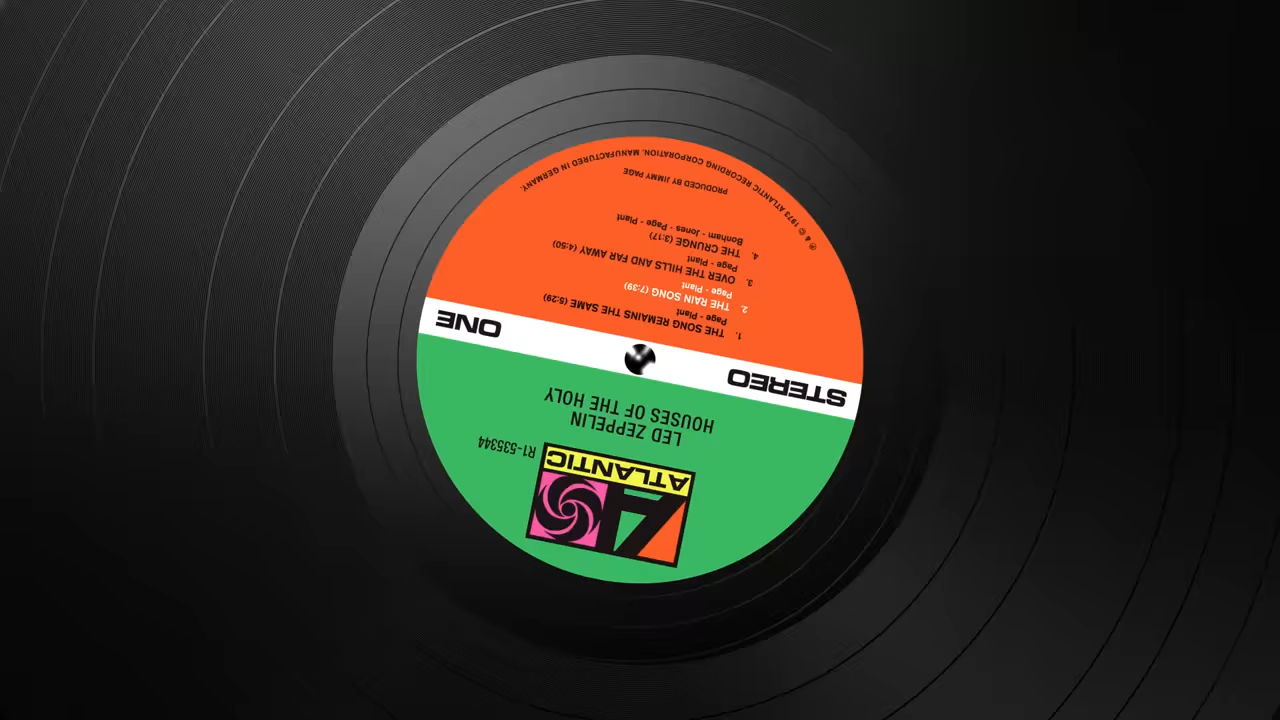 ATLANTIC
R1-535344
LED ZEPPELIN
HOUSES OF THE HOLY
STEREO
ONE
1. THE SONG REMAINS THE SAME (5:29)
Page - Plant
2. THE RAIN SONG (7:39)
Page - Plant
3. OVER THE HILLS AND FAR AWAY (4:50)
Page - Plant
4. THE CRUNGE (3:17)
Bonham - Jones - Page - Plant
PRODUCED BY JIMMY PAGE
℗ & © 1973 ATLANTIC RECORDING CORPORATION. MANUFACTURED IN GERMANY.